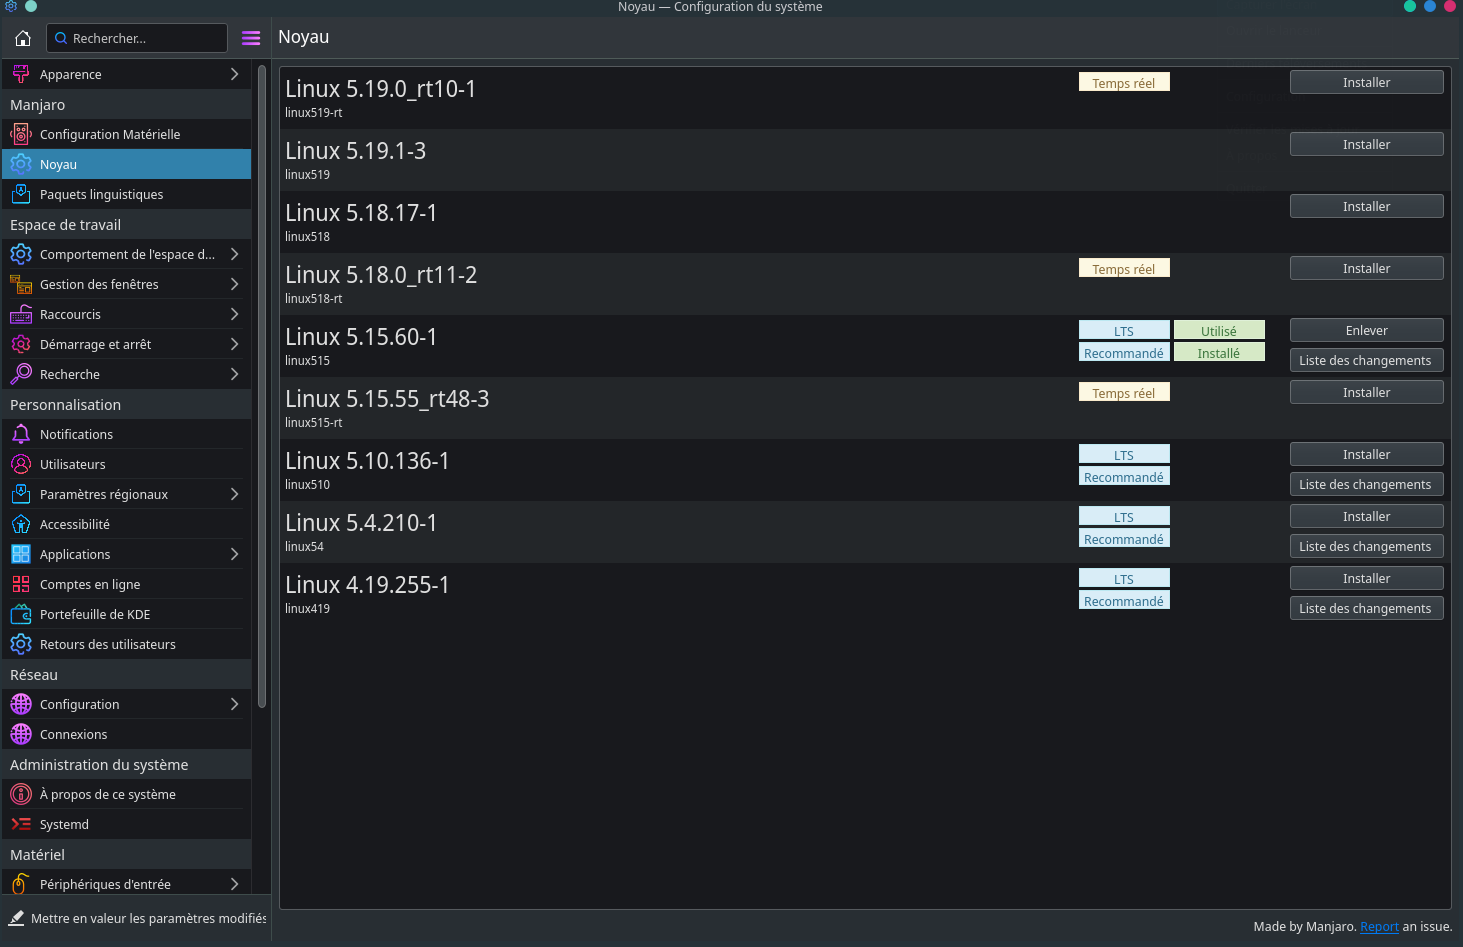 Noyau — Configuration du système
Rechercher...
Noyau
Apparence
Manjaro
Configuration Matérielle
Noyau
Paquets linguistiques
Espace de travail
Comportement de l'espace d...
Gestion des fenêtres
Raccourcis
Démarrage et arrêt
Recherche
Personnalisation
Notifications
Utilisateurs
Paramètres régionaux
Accessibilité
Applications
Comptes en ligne
Portefeuille de KDE
Retours des utilisateurs
Réseau
Configuration
Connexions
Administration du système
À propos de ce système
Systemd
Matériel
Périphériques d'entrée
Mettre en valeur les paramètres modifiés
Linux 5.19.0_rt10-1 Temps réel Installer
linux519-rt
Linux 5.19.1-3 Installer
linux519
Linux 5.18.17-1 Installer
linux518
Linux 5.18.0_rt11-2 Temps réel Installer
linux518-rt
Linux 5.15.60-1 LTS Utilisé Enlever
linux515 Recommandé Installé Liste des changements
Linux 5.15.55_rt48-3 Temps réel Installer
linux515-rt
Linux 5.10.136-1 LTS Installer
linux510 Recommandé Liste des changements
Linux 5.4.210-1 LTS Installer
linux54 Recommandé Liste des changements
Linux 4.19.255-1 LTS Installer
linux419 Recommandé Liste des changements
Made by Manjaro. Report an issue.